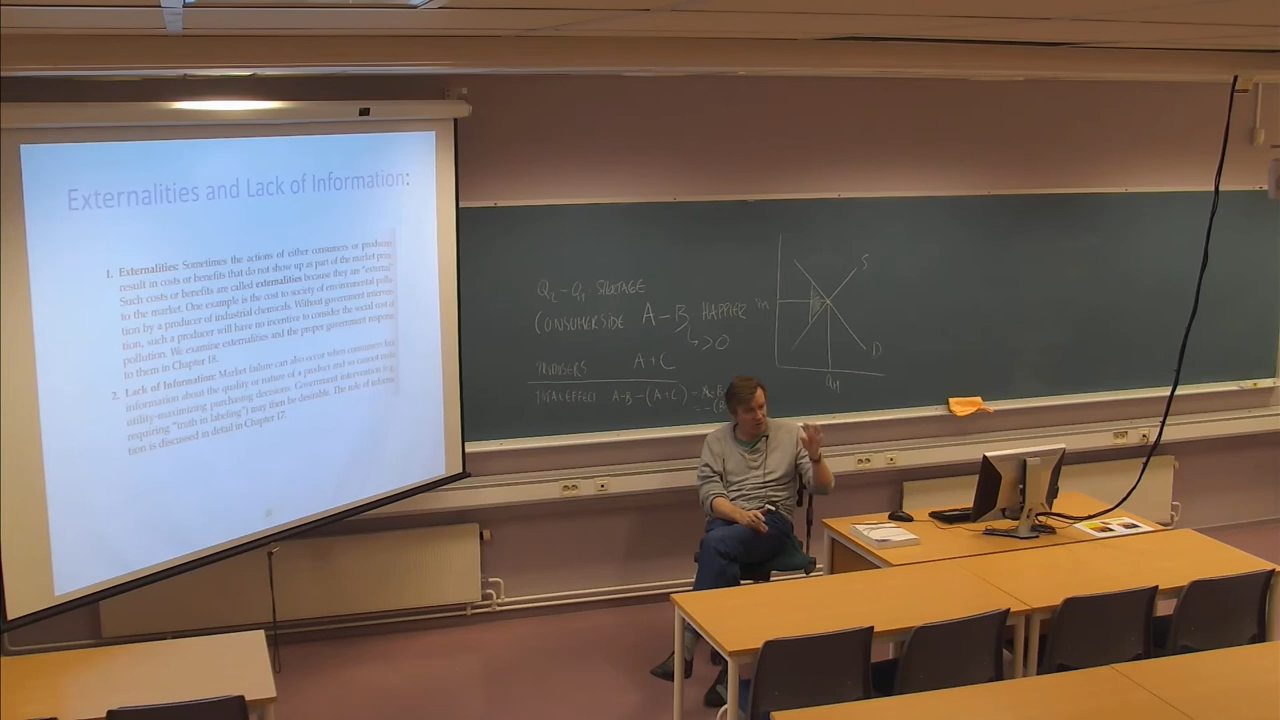 Externalities and Lack of Information:
1. Externalities: Sometimes the actions of either consumers or producers
result in costs or benefits that do not show up as part of the market price.
Such costs or benefits are called externalities because they are "external"
to the market. One example is the cost to society of environmental pollu-
tion by a producer of industrial chemicals. Without government interven-
tion, such a producer will have no incentive to consider the social cost of
pollution. We examine externalities and the proper government response
to them in Chapter 18.
2. Lack of Information: Market failure can also occur when consumers lack
information about the quality or nature of a product and so cannot make
utility-maximizing purchasing decisions. Government intervention (e.g.,
requiring "truth in labeling") may then be desirable. The role of informa-
tion is discussed in detail in Chapter 17.
Q2 - Q1 SHORTAGE
CONSUMERSIDE A-B HAPPIER
>0
A+C
TOTAL EFFECT A-B-(A+C) = A-B
= -(B
S
D